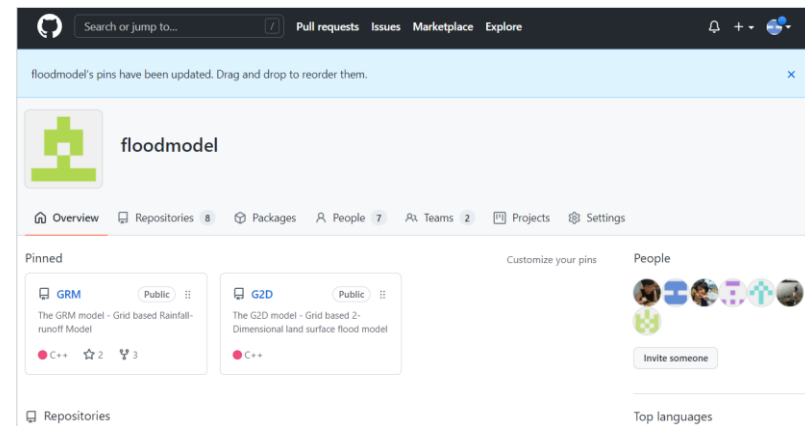 Search or jump to... / Pull requests Issues Marketplace Explore
floodmodel's pins have been updated. Drag and drop to reorder them.
floodmodel
Overview Repositories 8 Packages People 7 Teams 2 Projects Settings
Pinned
Customize your pins
GRM Public
The GRM model - Grid based Rainfall-
runoff Model
C++ 2 3
G2D Public
The G2D model - Grid based 2-
Dimensional land surface flood model
C++
People
Invite someone
Repositories
Top languages